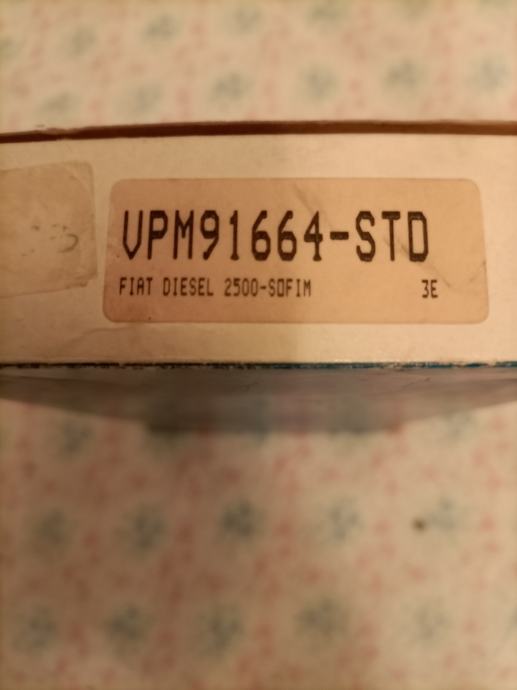 VPM91664-STD
FIAT DIESEL 2500-SOFIM 3E